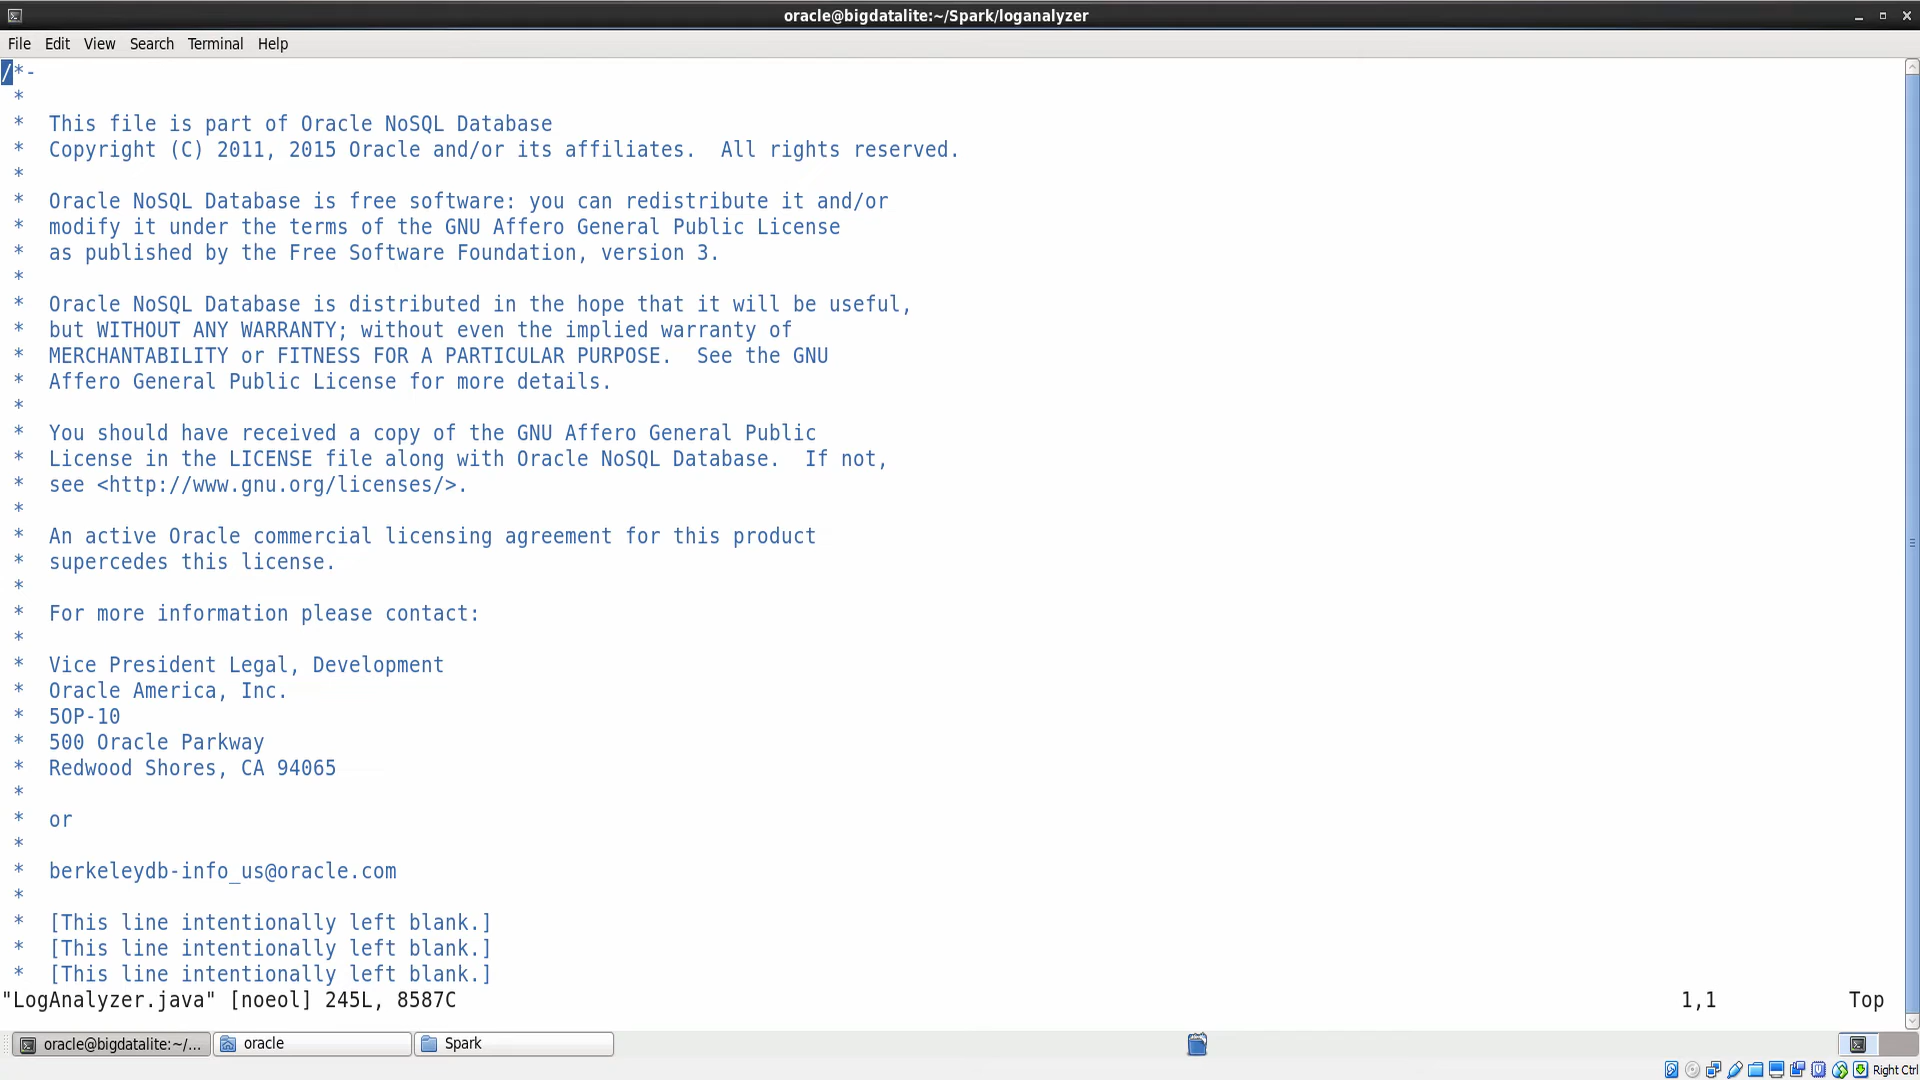 oracle@bigdatalite:~/Spark/loganalyzer
File Edit View Search Terminal Help
/*-
*
* This file is part of Oracle NoSQL Database
* Copyright (C) 2011, 2015 Oracle and/or its affiliates.  All rights reserved.
*
* Oracle NoSQL Database is free software: you can redistribute it and/or
* modify it under the terms of the GNU Affero General Public License
* as published by the Free Software Foundation, version 3.
*
* Oracle NoSQL Database is distributed in the hope that it will be useful,
* but WITHOUT ANY WARRANTY; without even the implied warranty of
* MERCHANTABILITY or FITNESS FOR A PARTICULAR PURPOSE.  See the GNU
* Affero General Public License for more details.
*
* You should have received a copy of the GNU Affero General Public
* License in the LICENSE file along with Oracle NoSQL Database.  If not,
* see <http://www.gnu.org/licenses/>.
*
* An active Oracle commercial licensing agreement for this product
* supercedes this license.
*
* For more information please contact:
*
* Vice President Legal, Development
* Oracle America, Inc.
* 5OP-10
* 500 Oracle Parkway
* Redwood Shores, CA 94065
*
* or
*
* berkeleydb-info_us@oracle.com
*
* [This line intentionally left blank.]
* [This line intentionally left blank.]
* [This line intentionally left blank.]
"LogAnalyzer.java" [noeol] 245L, 8587C 1,1 Top
oracle@bigdatalite:~/... oracle Spark
Right Ctrl